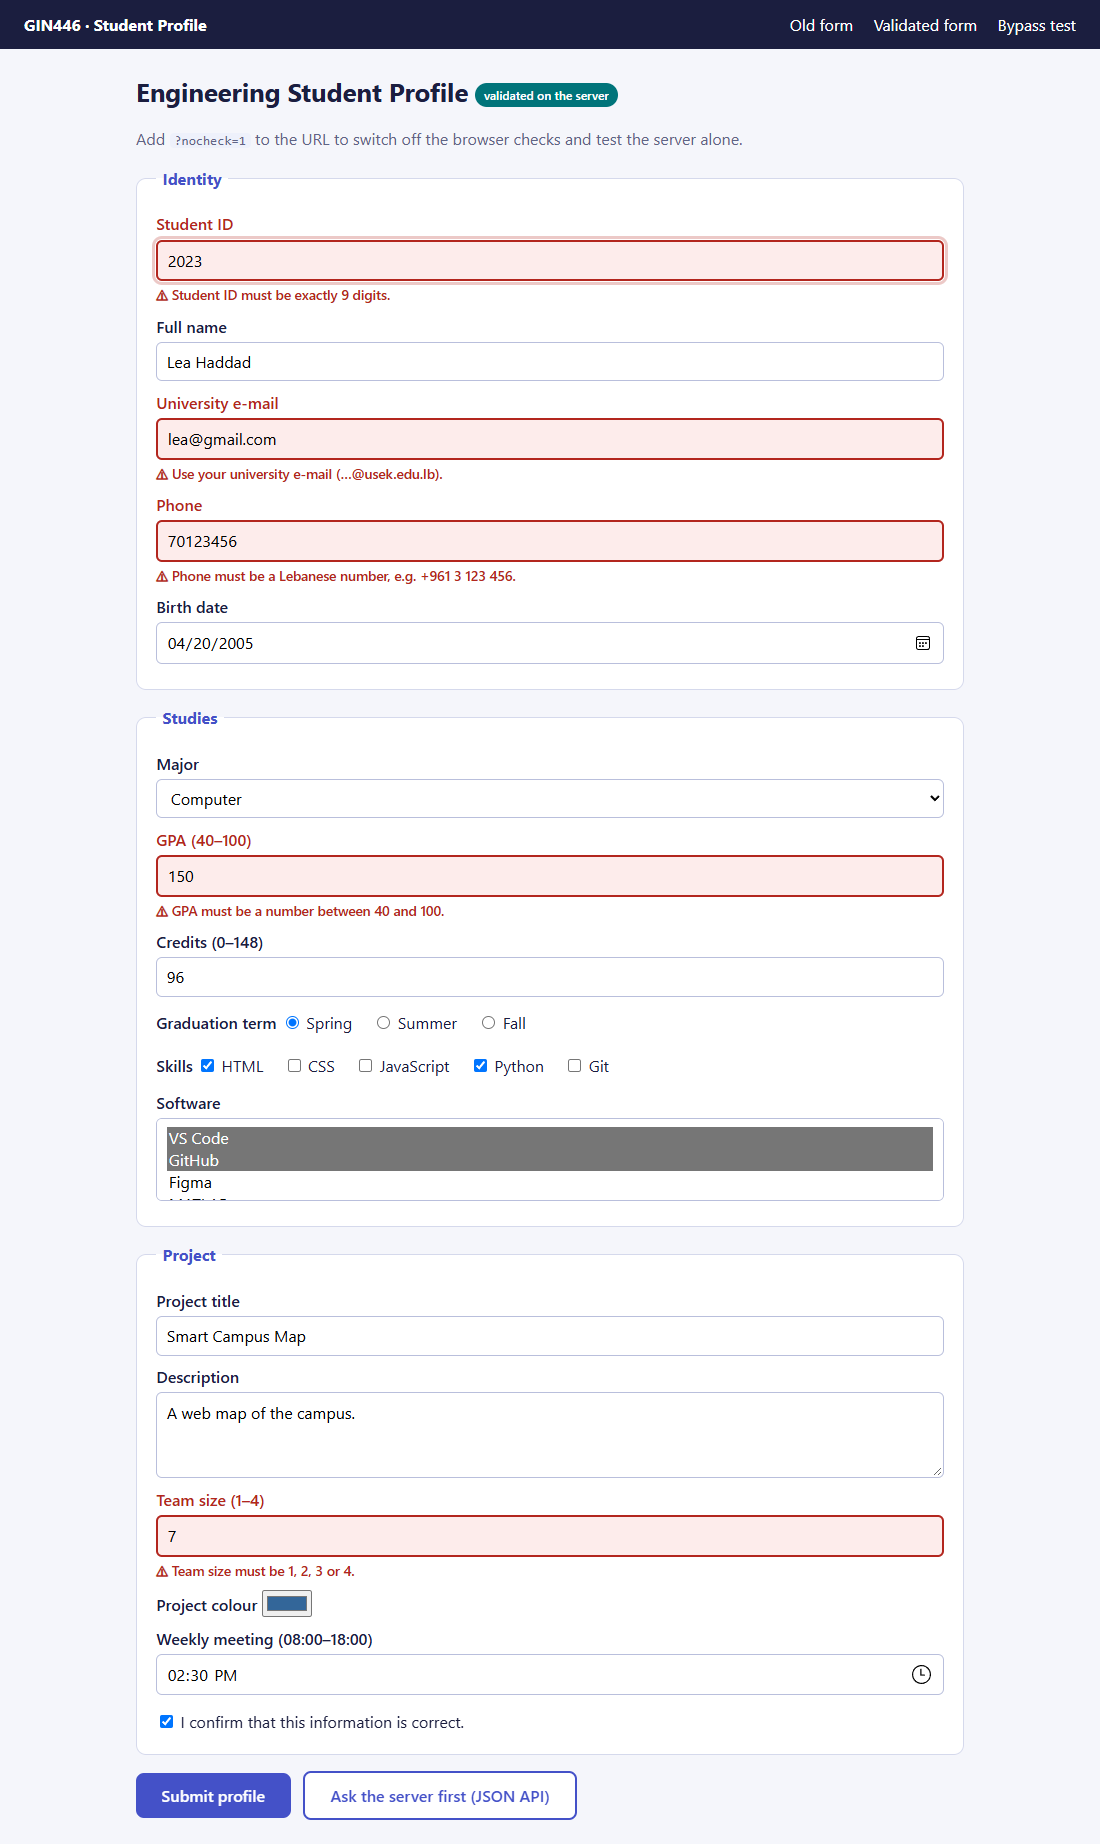 GIN446 · Student Profile
Old form
Validated form
Bypass test
Engineering Student Profile
validated on the server
Add ?nocheck=1 to the URL to switch off the browser checks and test the server alone.
Identity
Student ID
2023
⚠ Student ID must be exactly 9 digits.
Full name
Lea Haddad
University e-mail
lea@gmail.com
⚠ Use your university e-mail (...@usek.edu.lb).
Phone
70123456
⚠ Phone must be a Lebanese number, e.g. +961 3 123 456.
Birth date
04/20/2005
Studies
Major
Computer
GPA (40–100)
150
⚠ GPA must be a number between 40 and 100.
Credits (0–148)
96
Graduation term Spring Summer Fall
Skills HTML CSS JavaScript Python Git
Software
VS Code
GitHub
Figma
Project
Project title
Smart Campus Map
Description
A web map of the campus.
Team size (1–4)
7
⚠ Team size must be 1, 2, 3 or 4.
Project colour
Weekly meeting (08:00–18:00)
02:30 PM
I confirm that this information is correct.
Submit profile
Ask the server first (JSON API)